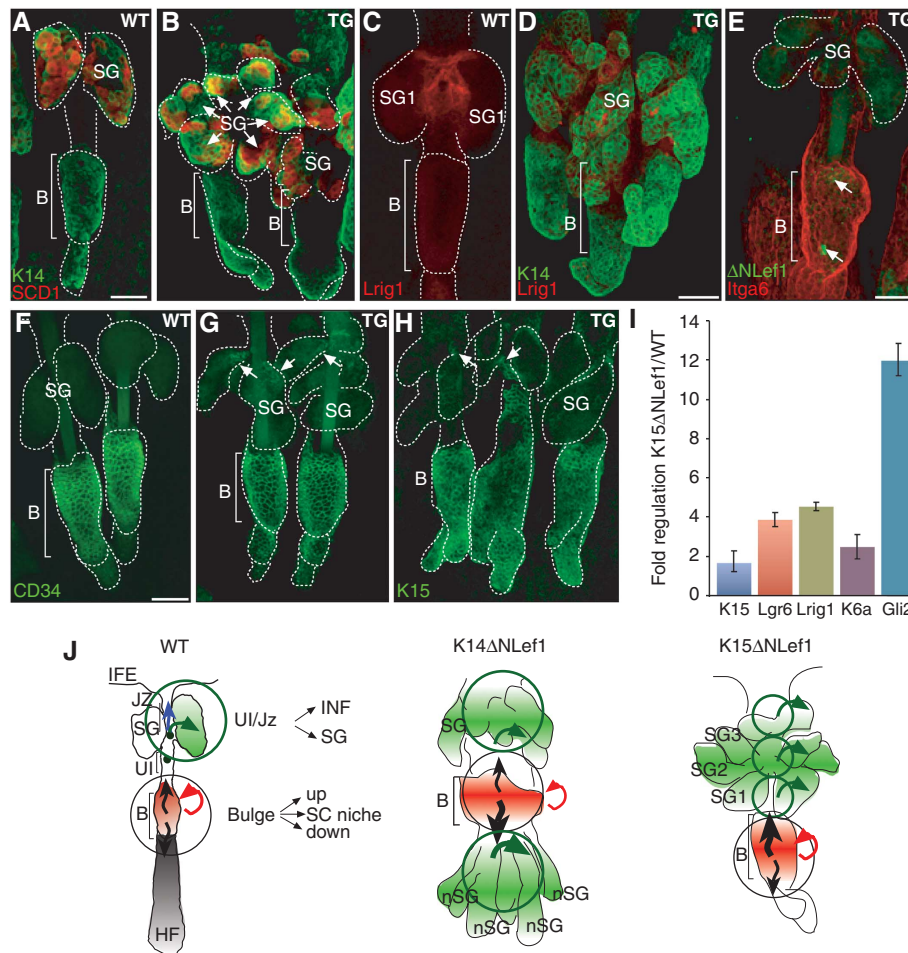 A WT
SG
B
K14
SCD1
B TG
SG
SG
B
B
C WT
SG1 SG1
B
Lrig1
D TG
SG
B
K14
Lrig1
E TG
SG
B
ΔNLef1
Itga6
F WT
SG
B
CD34
G TG
SG SG
B
H TG
SG
B
K15
I
Fold regulation K15ΔNLef1/WT
14
12
10
8
6
4
2
0
K15 Lgr6 Lrig1 K6a Gli2
J
WT
IFE
JZ
SG
UI
B
HF
UI/Jz
INF
SG
Bulge
up
SC niche
down
K14ΔNLef1
SG
B
nSG nSG
nSG nSG
K15ΔNLef1
SG3
SG2
SG1
B